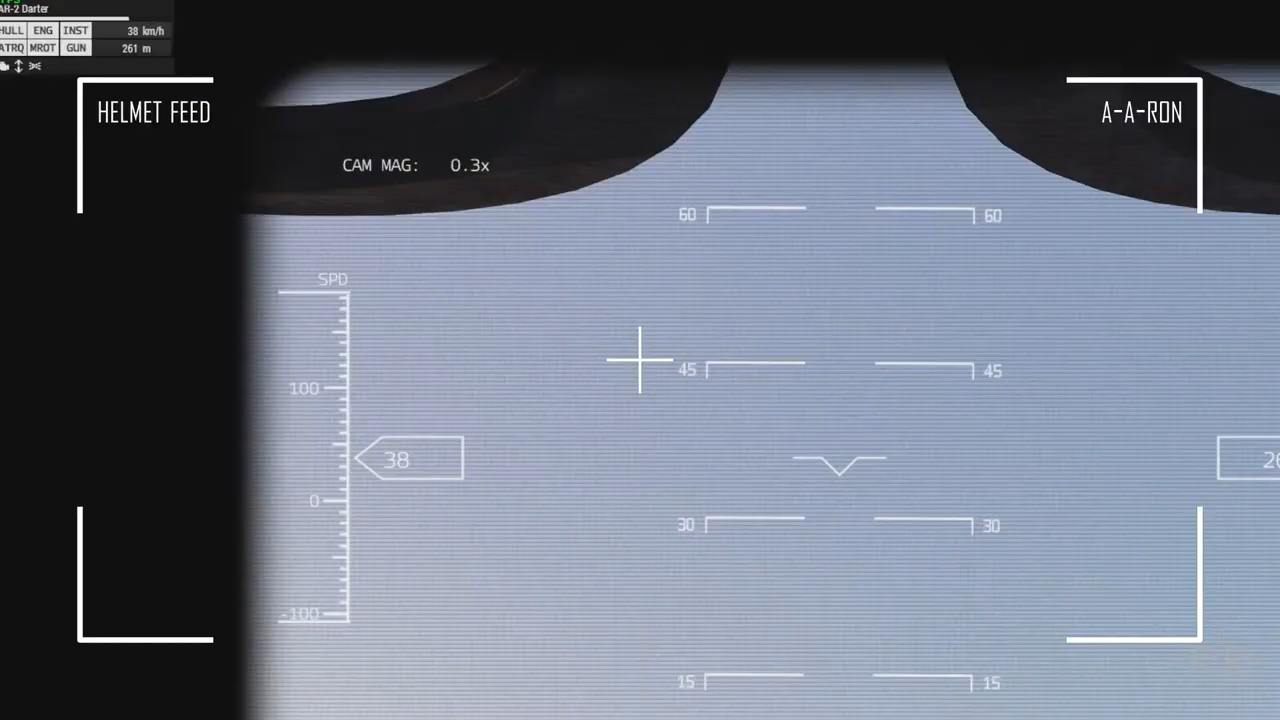 AR-2 Darter
HULL ENG INST 38 km/h
ATRQ MROT GUN 261 m
HELMET FEED
A-A-RON
CAM MAG: 0.3x
60 60
SPD
45 45
100
38
0
30 30
-100
15 15